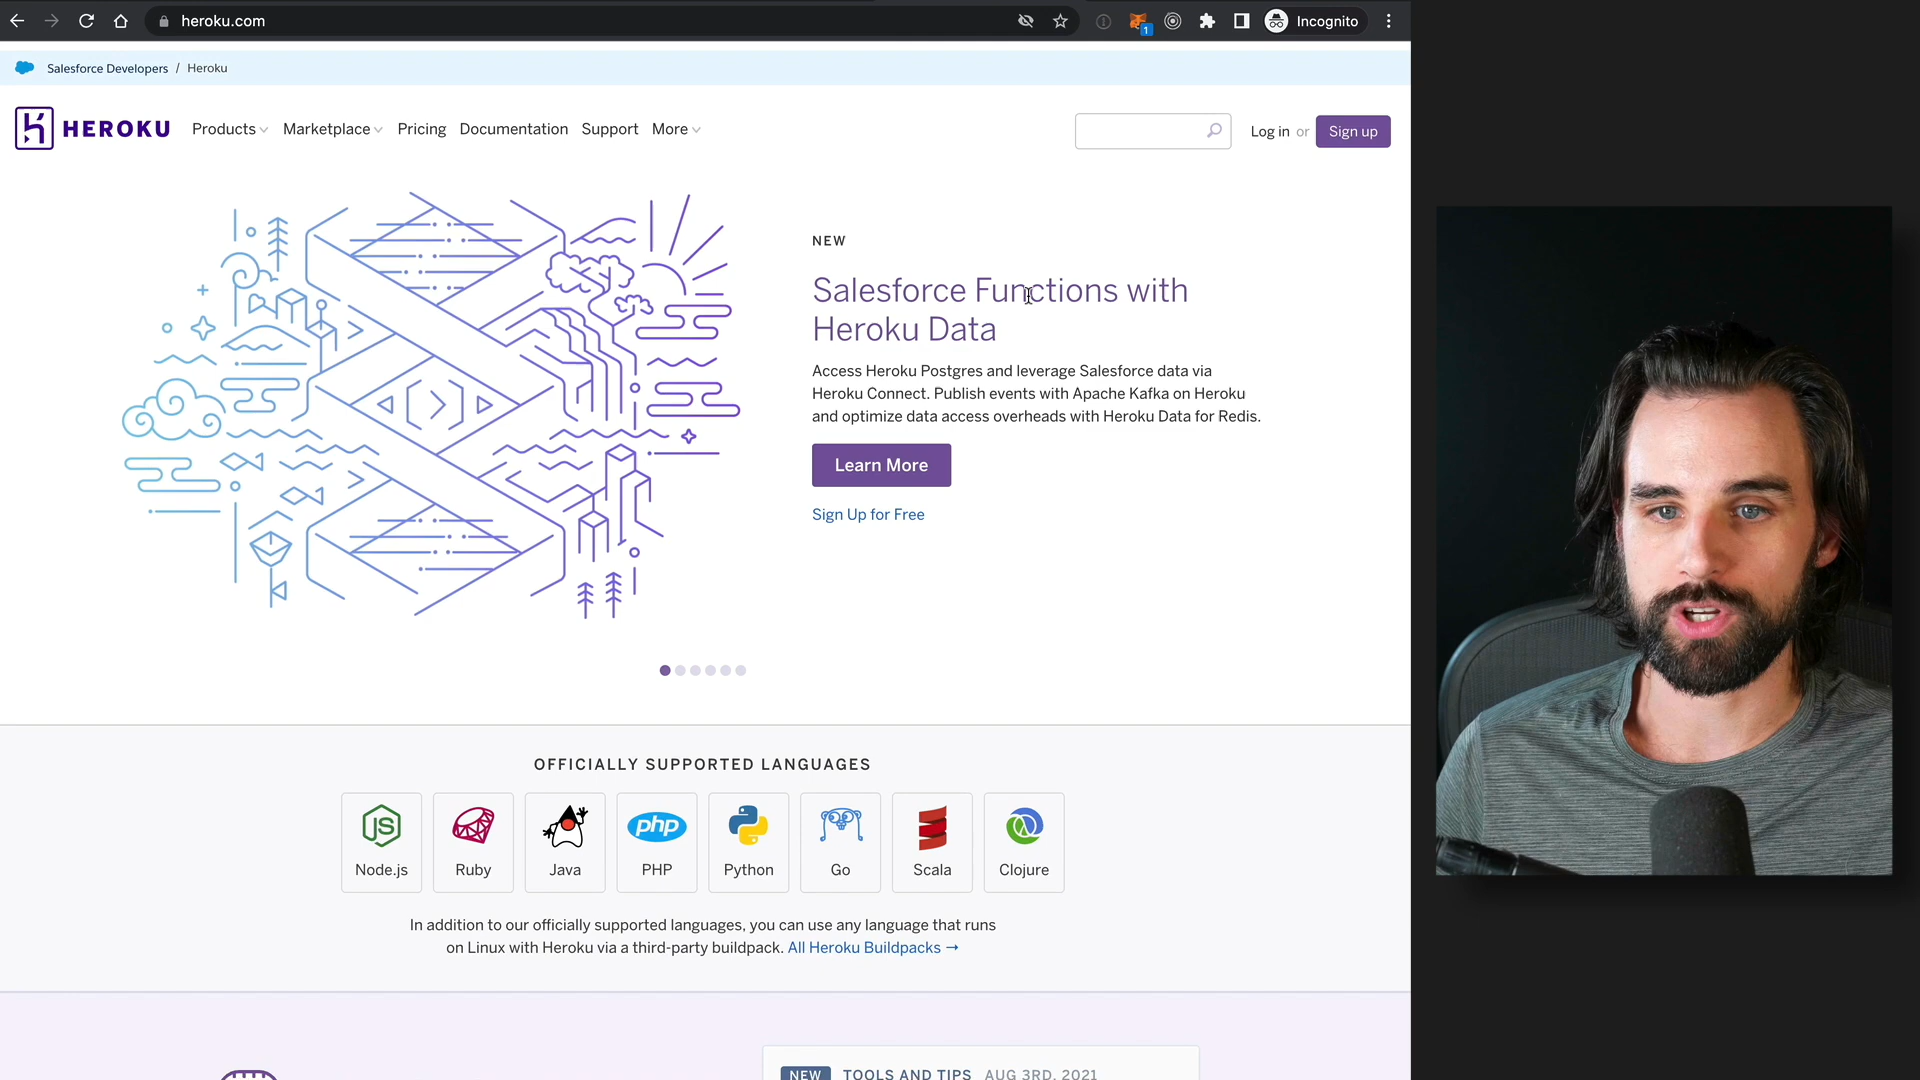 heroku.com
1
Incognito
Salesforce Developers / Heroku
HEROKU
Products
Marketplace
Pricing
Documentation
Support
More
Log in or
Sign up
NEW
Salesforce Functions with
Heroku Data
Access Heroku Postgres and leverage Salesforce data via
Heroku Connect. Publish events with Apache Kafka on Heroku
and optimize data access overheads with Heroku Data for Redis.
Learn More
Sign Up for Free
OFFICIALLY SUPPORTED LANGUAGES
JS
php
Node.js
Ruby
Java
PHP
Python
Go
Scala
Clojure
In addition to our officially supported languages, you can use any language that runs
on Linux with Heroku via a third-party buildpack. All Heroku Buildpacks →
NEW TOOLS AND TIPS AUG 3RD, 2021